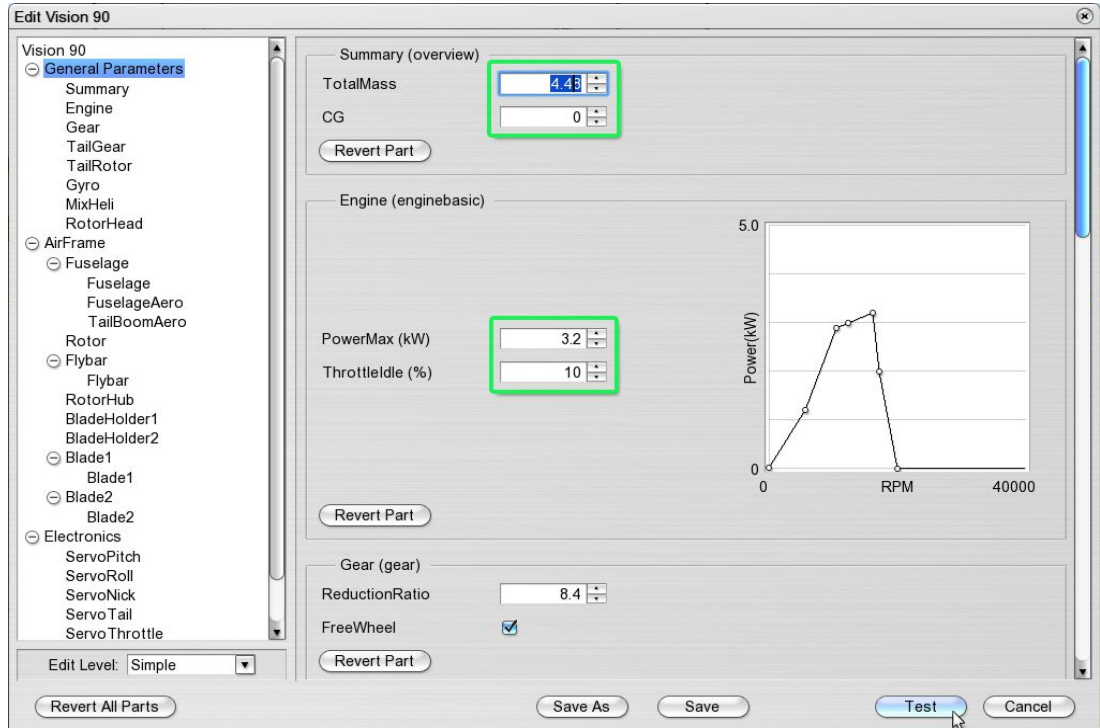 Edit Vision 90
Vision 90
General Parameters
Summary
Engine
Gear
TailGear
TailRotor
Gyro
MixHeli
RotorHead
AirFrame
Fuselage
Fuselage
FuselageAero
TailBoomAero
Rotor
Flybar
Flybar
RotorHub
BladeHolder1
BladeHolder2
Blade1
Blade1
Blade2
Blade2
Electronics
ServoPitch
ServoRoll
ServoNick
ServoTail
ServoThrottle
Edit Level: Simple
Summary (overview)
TotalMass 4.48
CG 0
Revert Part
Engine (enginebasic)
PowerMax (kW) 3.2
ThrottleIdle (%) 10
5.0
Power(kW)
0
0 RPM 40000
Revert Part
Gear (gear)
ReductionRatio 8.4
FreeWheel
Revert Part
Revert All Parts Save As Save Test Cancel